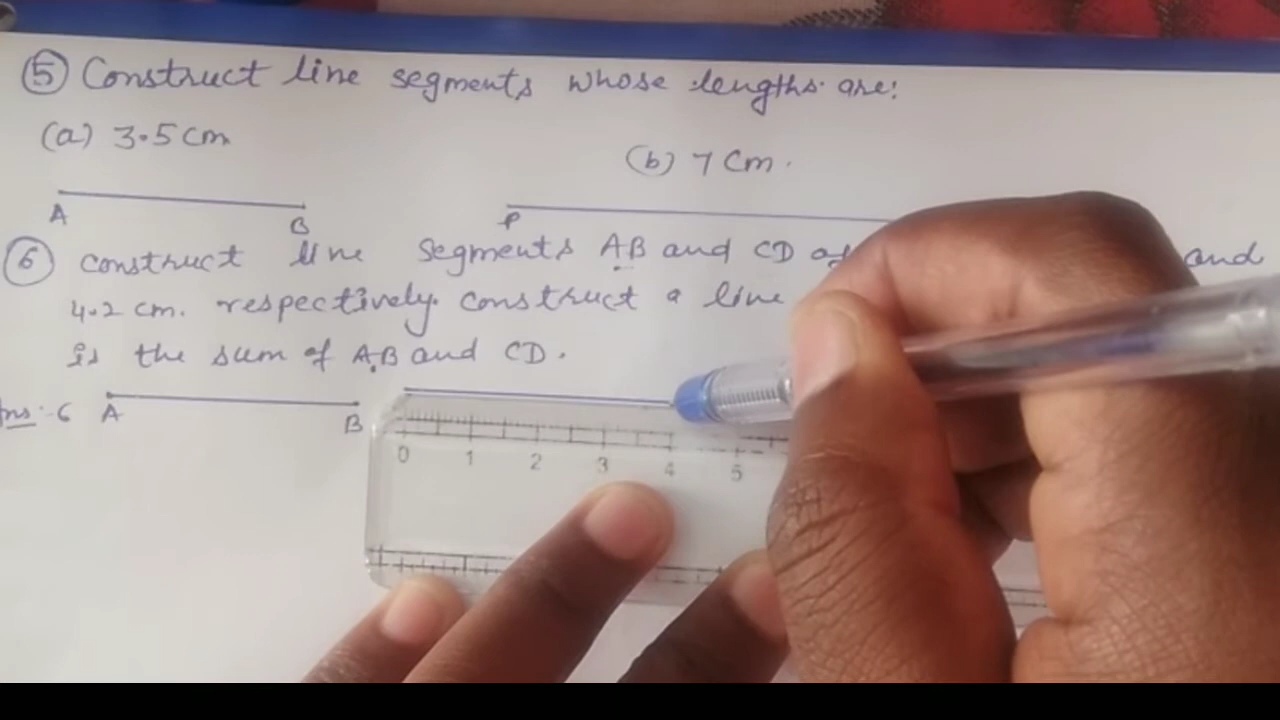 ⑤ Construct line segments whose lengths are:
(a) 3.5 cm
(b) 7 cm.
A B P
⑥ construct line segments AB and CD of and
4.2 cm. respectively. construct a line
is the sum of AB and CD.
Ans:- 6 A B
0 1 2 3 4 5